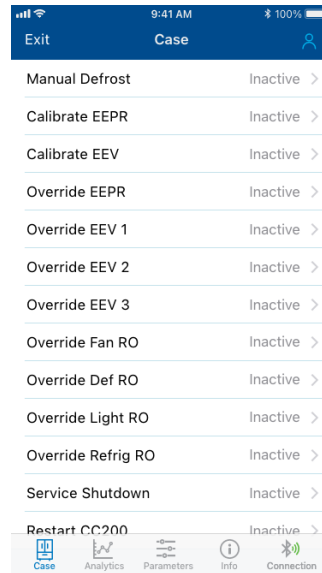 9:41 AM
100%
Exit
Case
Manual Defrost Inactive
Calibrate EEPR Inactive
Calibrate EEV Inactive
Override EEPR Inactive
Override EEV 1 Inactive
Override EEV 2 Inactive
Override EEV 3 Inactive
Override Fan RO Inactive
Override Def RO Inactive
Override Light RO Inactive
Override Refrig RO Inactive
Service Shutdown Inactive
Restart CC200 Inactive
Case Analytics Parameters Info Connection